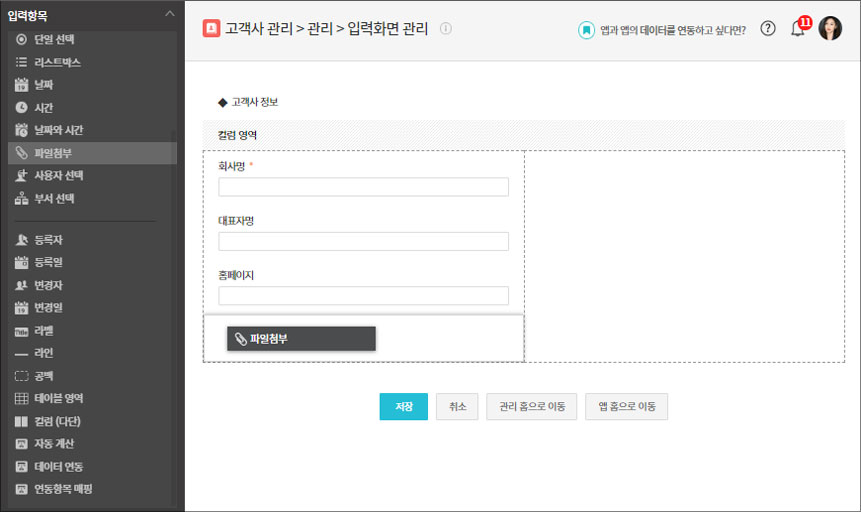 입력항목
단일 선택
리스트박스
날짜
시간
날짜와 시간
파일첨부
사용자 선택
부서 선택
등록자
등록일
변경자
변경일
라벨
라인
공백
테이블 영역
컬럼 (다단)
자동 계산
데이터 연동
연동항목 매핑
고객사 관리 > 관리 > 입력화면 관리
앱과 앱의 데이터를 연동하고 싶다면?
11
◆ 고객사 정보
컬럼 영역
회사명 *
대표자명
홈페이지
파일첨부
저장 취소 관리 홈으로 이동 앱 홈으로 이동